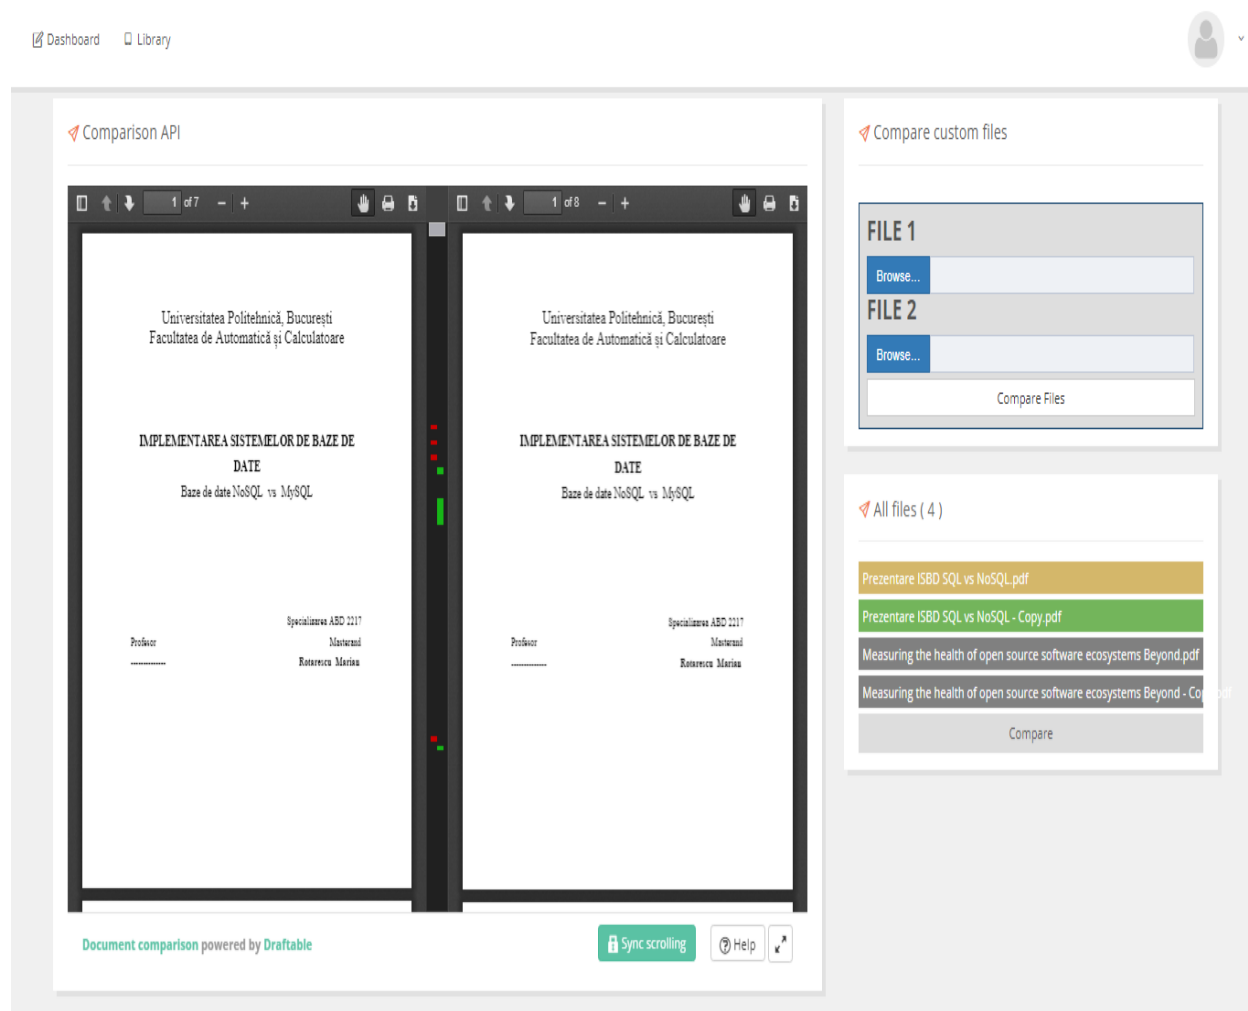 Dashboard
Library
Comparison API
1 of 7
1 of 8
Universitatea Politehnică, București
Facultatea de Automatică și Calculatoare
IMPLEMENTAREA SISTEMELOR DE BAZE DE
DATE
Baze de date NoSQL vs MySQL
Specializarea ABD 2217
Profesor Masterand
-------------- Rotarescu Marian
Universitatea Politehnică, București
Facultatea de Automatică și Calculatoare
IMPLEMENTAREA SISTEMELOR DE BAZE DE
DATE
Baze de date NoSQL vs MySQL
Specializarea ABD 2217
Profesor Masterand
-------------- Rotarescu Marian
Document comparison powered by Draftable
Sync scrolling
Help
Compare custom files
FILE 1
Browse...
FILE 2
Browse...
Compare Files
All files ( 4 )
Prezentare ISBD SQL vs NoSQL.pdf
Prezentare ISBD SQL vs NoSQL - Copy.pdf
Measuring the health of open source software ecosystems Beyond.pdf
Measuring the health of open source software ecosystems Beyond - Copy.pdf
Compare